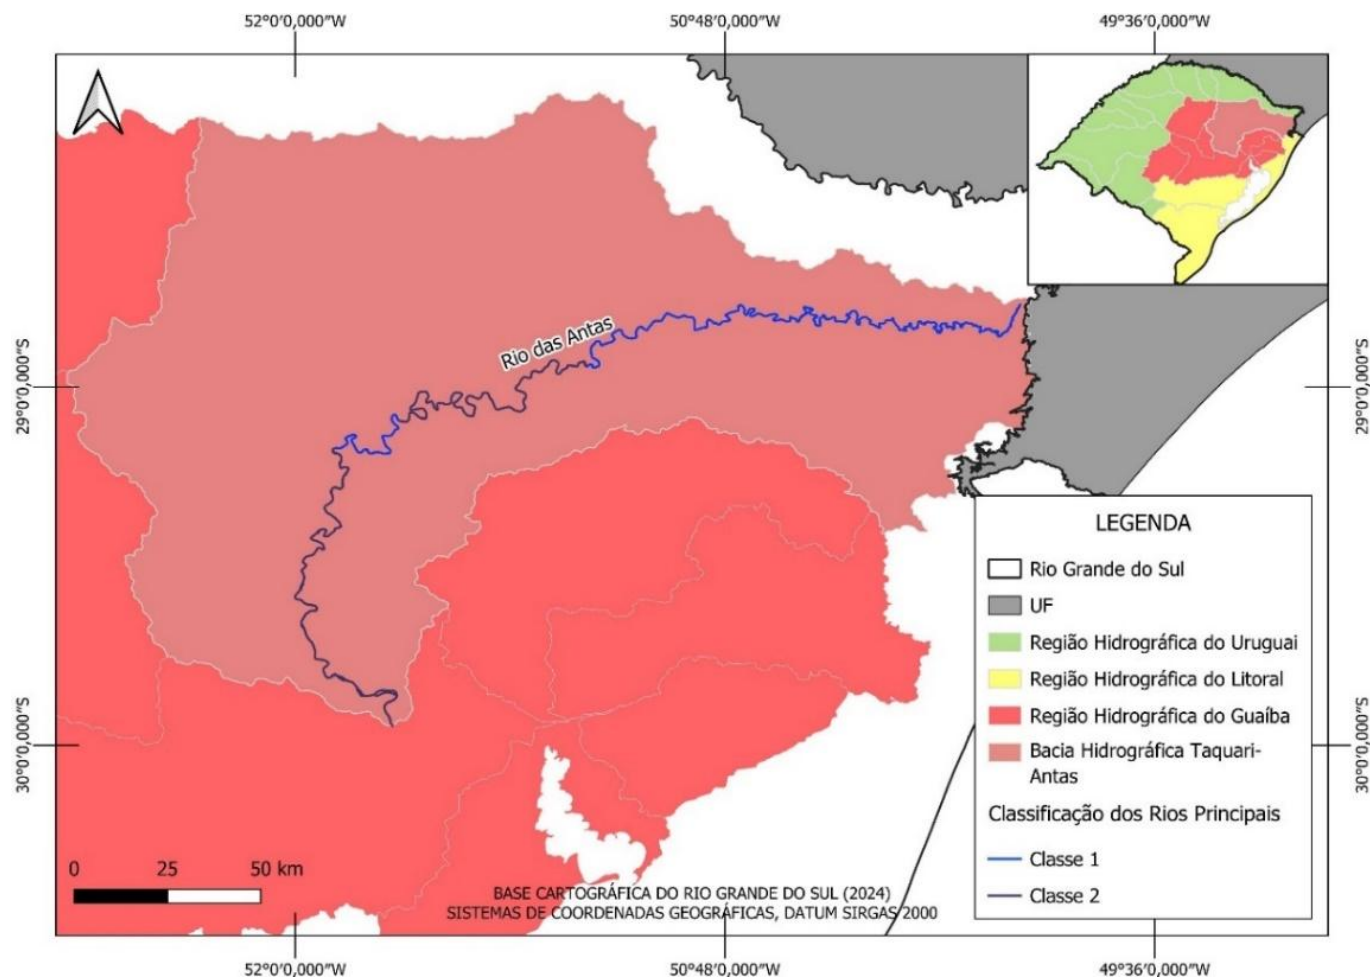 52°0'0,000"W
50°48'0,000"W
49°36'0,000"W
Rio das Antas
29°0'0,000"S
29°0'0,000"S
LEGENDA
Rio Grande do Sul
UF
Região Hidrográfica do Uruguai
Região Hidrográfica do Litoral
Região Hidrográfica do Guaíba
Bacia Hidrográfica Taquari-
Antas
Classificação dos Rios Principais
Classe 1
Classe 2
30°0'0,000"S
30°0'0,000"S
0 25 50 km
BASE CARTOGRÁFICA DO RIO GRANDE DO SUL (2024)
SISTEMAS DE COORDENADAS GEOGRÁFICAS, DATUM SIRGAS 2000
52°0'0,000"W
50°48'0,000"W
49°36'0,000"W